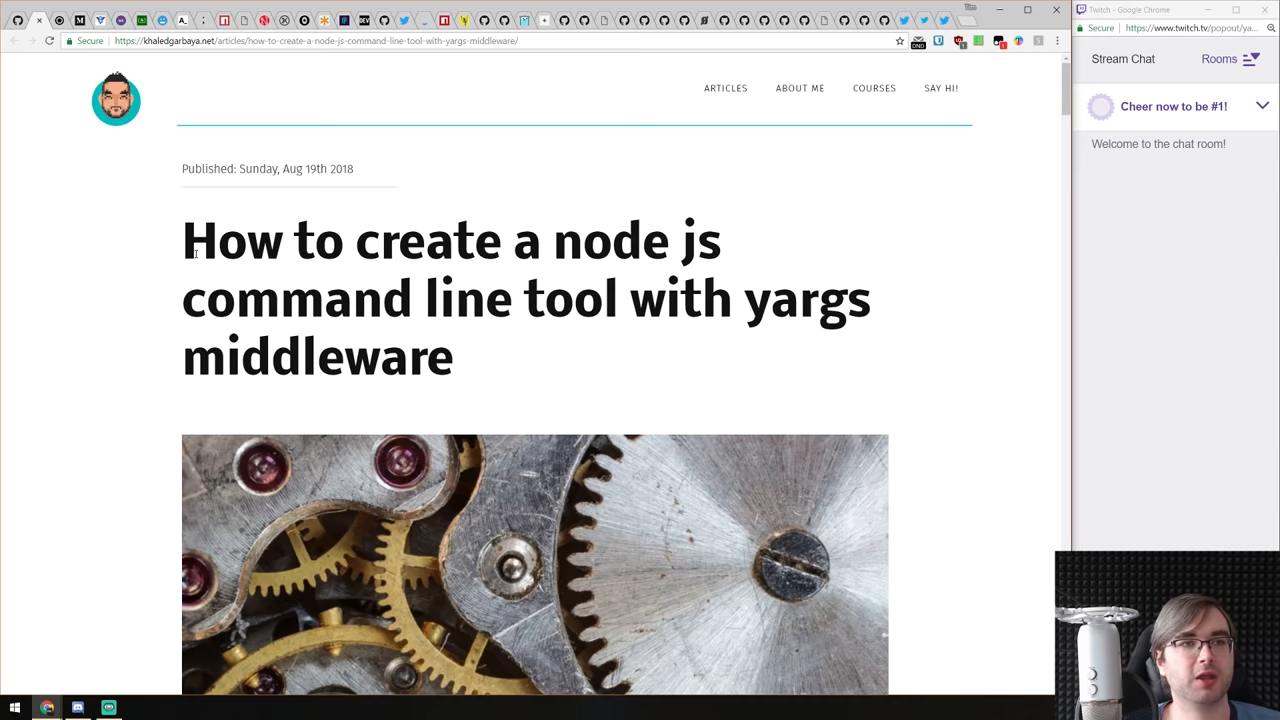 Twitch - Google Chrome
Secure
https://khaledgarbaya.net/articles/how-to-create-a-node-js-command-line-tool-with-yargs-middleware/
Secure
https://www.twitch.tv/popout/ya...
Stream Chat
Rooms
ARTICLES
ABOUT ME
COURSES
SAY HI!
Cheer now to be #1!
Welcome to the chat room!
Published: Sunday, Aug 19th 2018
How to create a node js
command line tool with yargs
middleware